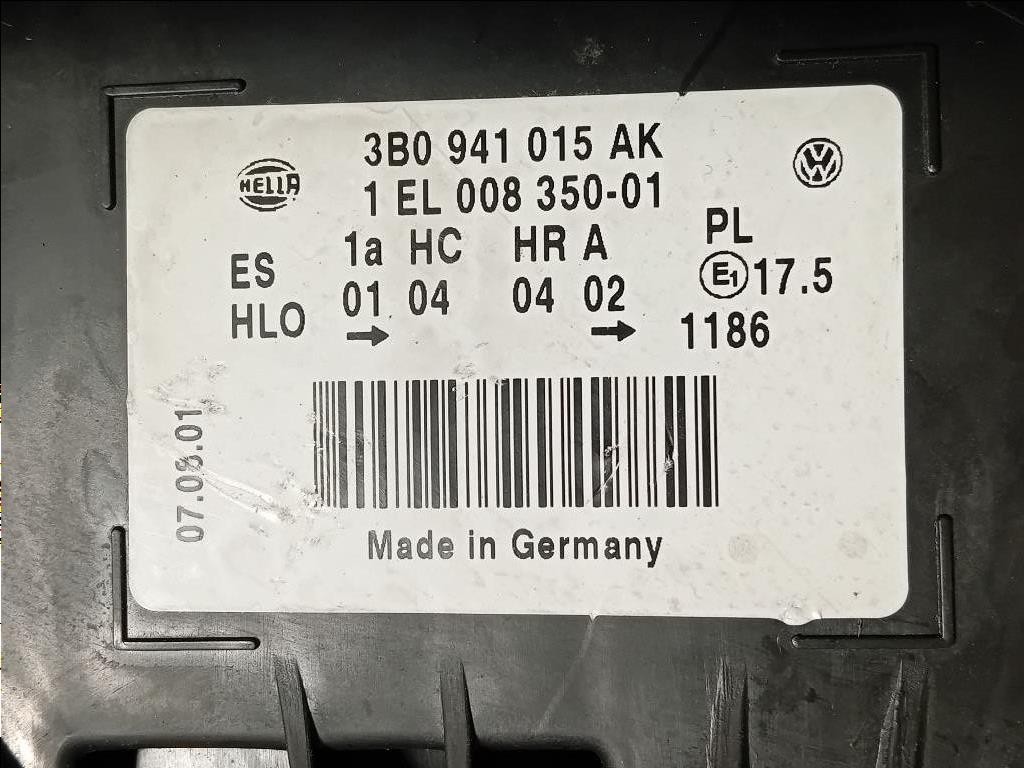 3B0 941 015 AK
HELLA
1 EL 008 350-01
1a HC HR A PL
ES
01 04 04 02 E1 17.5
HLO → → 1186
07.08.01
Made in Germany